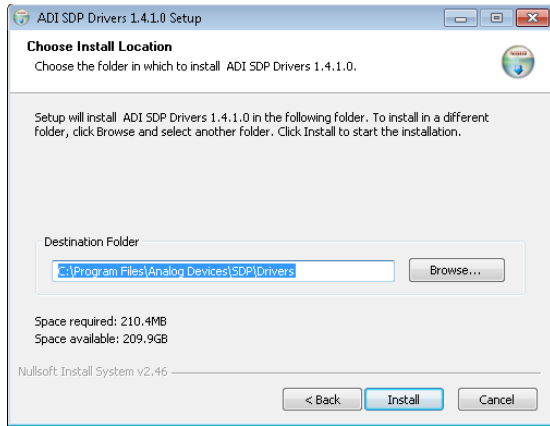 ADI SDP Drivers 1.4.1.0 Setup
Choose Install Location
Choose the folder in which to install ADI SDP Drivers 1.4.1.0.
Setup will install ADI SDP Drivers 1.4.1.0 in the following folder. To install in a different
folder, click Browse and select another folder. Click Install to start the installation.
Destination Folder
C:\Program Files\Analog Devices\SDP\Drivers
Browse...
Space required: 210.4MB
Space available: 209.9GB
Nullsoft Install System v2.46
< Back
Install
Cancel